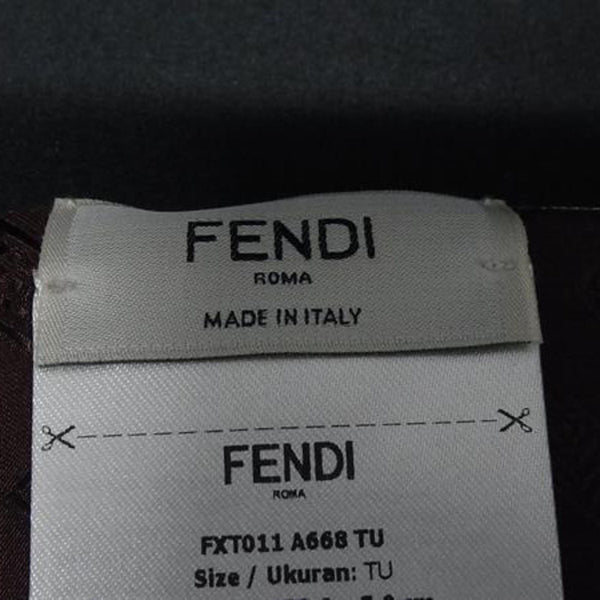 FENDI
ROMA
MADE IN ITALY
FENDI
ROMA
FXT011 A668 TU
Size / Ukuran: TU